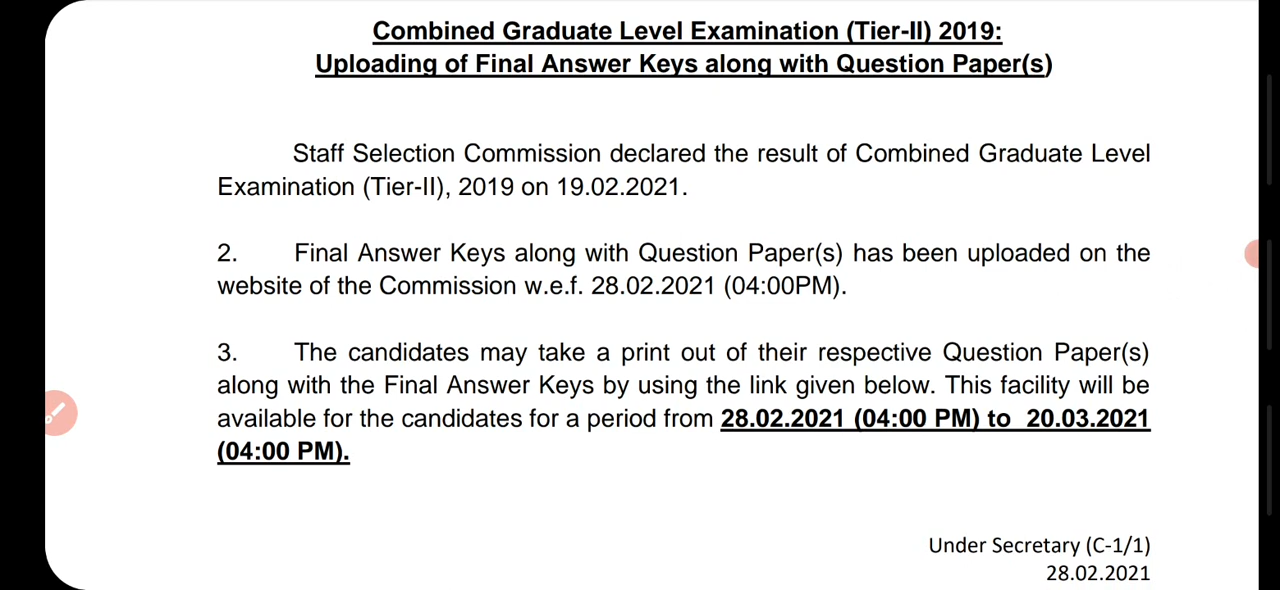 Combined Graduate Level Examination (Tier-II) 2019:
Uploading of Final Answer Keys along with Question Paper(s)
Staff Selection Commission declared the result of Combined Graduate Level
Examination (Tier-II), 2019 on 19.02.2021.
2. Final Answer Keys along with Question Paper(s) has been uploaded on the
website of the Commission w.e.f. 28.02.2021 (04:00PM).
3. The candidates may take a print out of their respective Question Paper(s)
along with the Final Answer Keys by using the link given below. This facility will be
available for the candidates for a period from 28.02.2021 (04:00 PM) to 20.03.2021
(04:00 PM).
Under Secretary (C-1/1)
28.02.2021